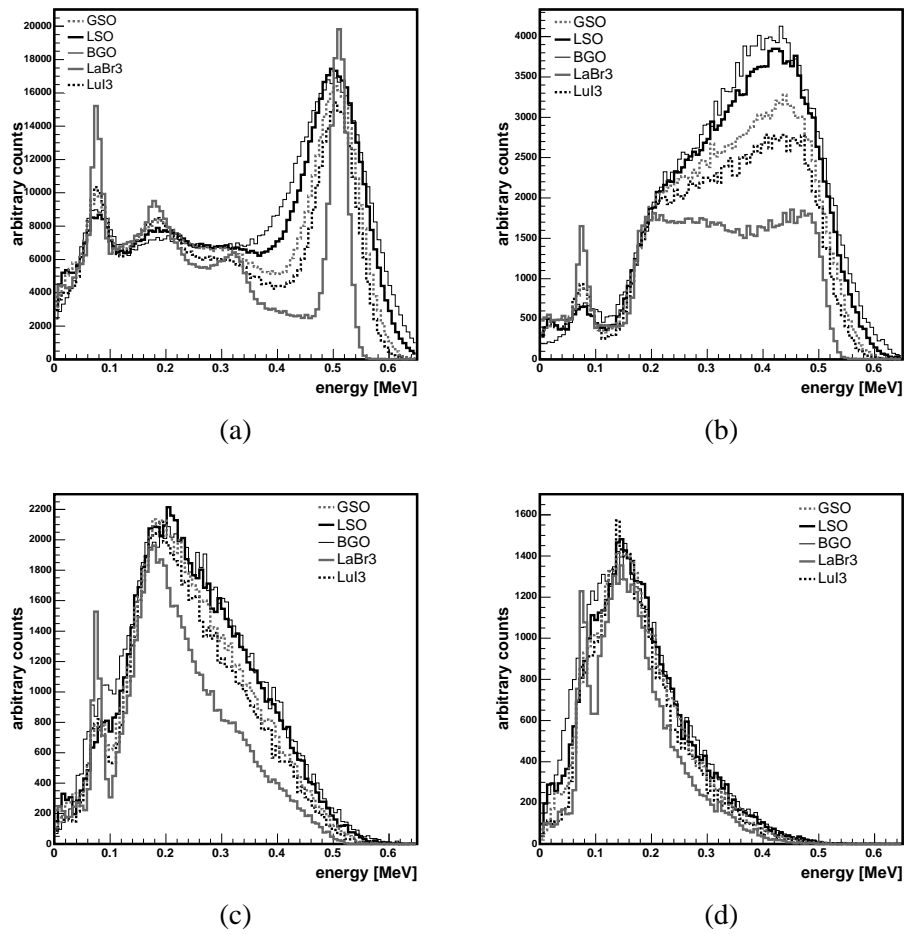 GSO
LSO
BGO
LaBr3
LuI3
20000
18000
16000
14000
12000
10000
8000
6000
4000
2000
0
arbitrary counts
0 0.1 0.2 0.3 0.4 0.5 0.6
energy [MeV]
(a)
GSO
LSO
BGO
LaBr3
LuI3
4000
3500
3000
2500
2000
1500
1000
500
0
arbitrary counts
0 0.1 0.2 0.3 0.4 0.5 0.6
energy [MeV]
(b)
GSO
LSO
BGO
LaBr3
LuI3
2200
2000
1800
1600
1400
1200
1000
800
600
400
200
0
arbitrary counts
0 0.1 0.2 0.3 0.4 0.5 0.6
energy [MeV]
(c)
GSO
LSO
BGO
LaBr3
LuI3
1600
1400
1200
1000
800
600
400
200
0
arbitrary counts
0 0.1 0.2 0.3 0.4 0.5 0.6
energy [MeV]
(d)